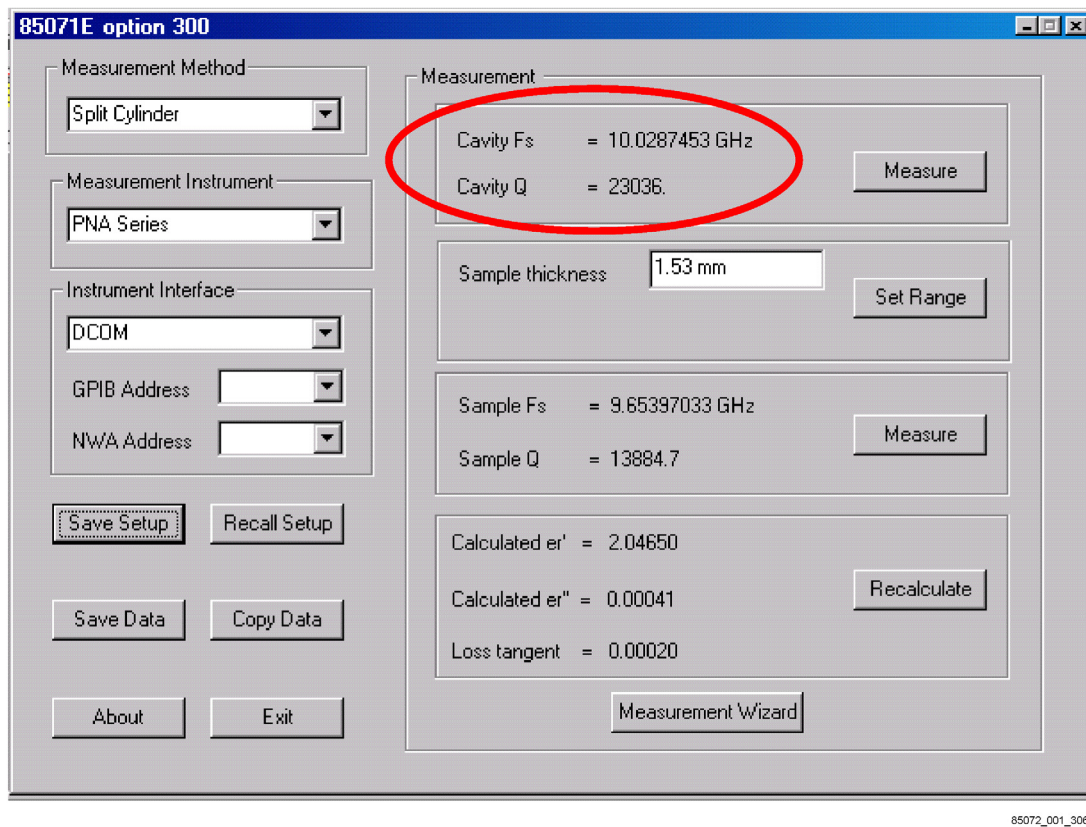 85071E option 300
Measurement Method
Split Cylinder
Measurement Instrument
PNA Series
Instrument Interface
DCOM
GPIB Address
NWA Address
Save Setup
Recall Setup
Save Data
Copy Data
About
Exit
Measurement
Cavity Fs = 10.0287453 GHz
Cavity Q = 23036.
Measure
Sample thickness 1.53 mm
Set Range
Sample Fs = 9.65397033 GHz
Sample Q = 13884.7
Measure
Calculated er' = 2.04650
Calculated er" = 0.00041
Loss tangent = 0.00020
Recalculate
Measurement Wizard
85072_001_306